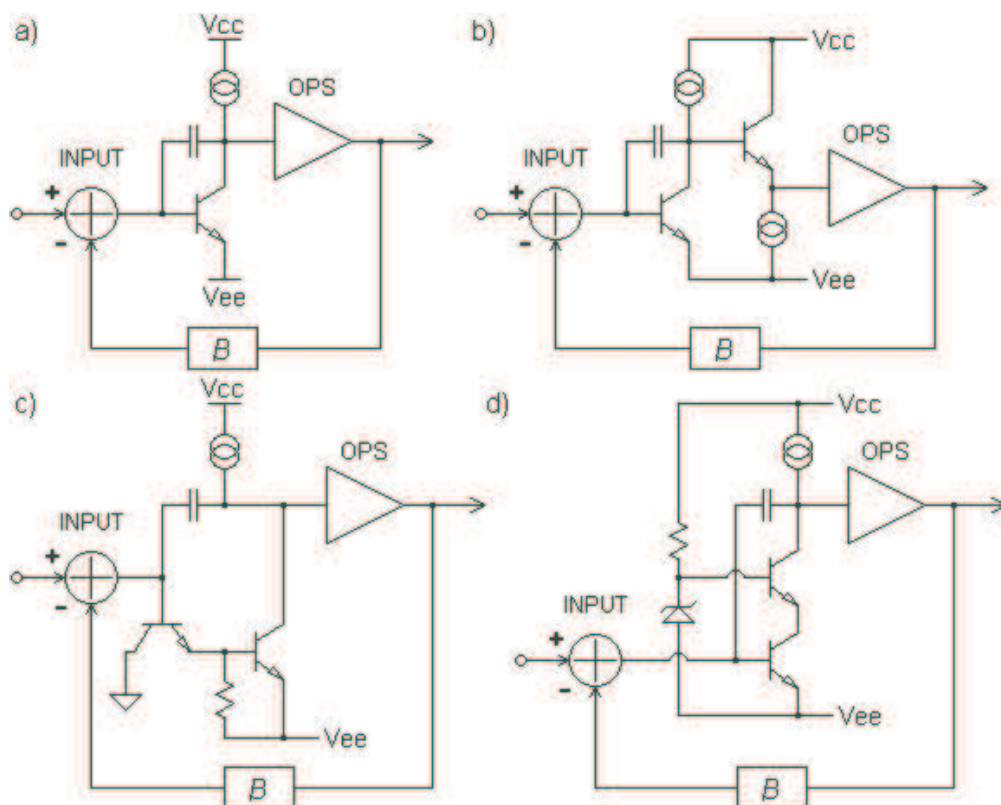 a)
Vcc
OPS
INPUT
+
-
Vee
β
b)
Vcc
OPS
INPUT
+
-
Vee
β
c)
Vcc
OPS
INPUT
+
-
Vee
β
d)
Vcc
OPS
INPUT
+
-
Vee
β